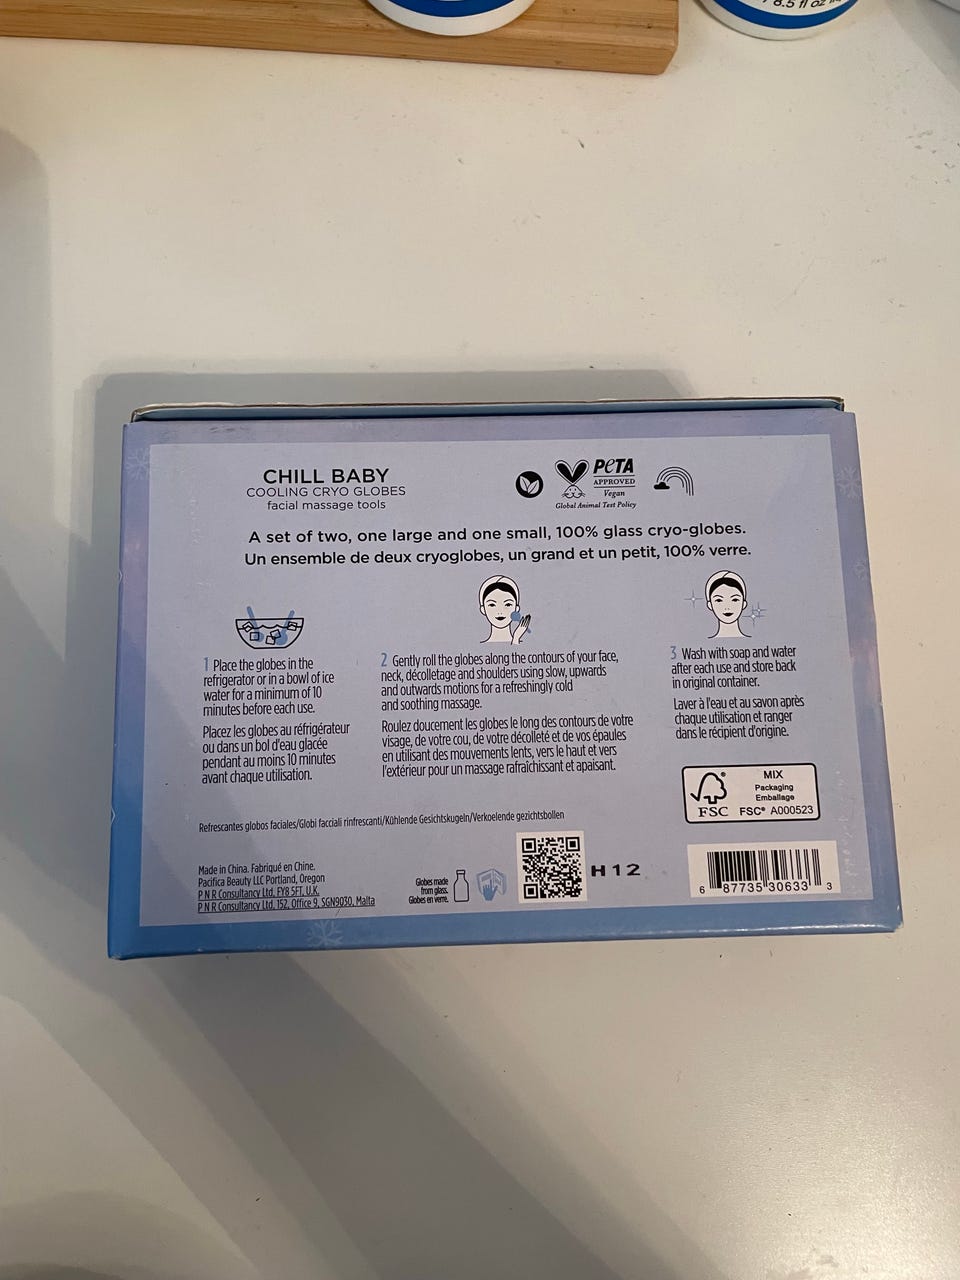 8.5 fl oz
CHILL BABY
COOLING CRYO GLOBES
facial massage tools
PETA
APPROVED
Vegan
Global Animal Test Policy
A set of two, one large and one small, 100% glass cryo-globes.
Un ensemble de deux cryoglobes, un grand et un petit, 100% verre.
1 Place the globes in the
refrigerator or in a bowl of ice
water for a minimum of 10
minutes before each use.
Placez les globes au réfrigérateur
ou dans un bol d'eau glacée
pendant au moins 10 minutes
avant chaque utilisation.
2 Gently roll the globes along the contours of your face,
neck, décolletage and shoulders using slow, upwards
and outwards motions for a refreshingly cold
and soothing massage.
Roulez doucement les globes le long des contours de votre
visage, de votre cou, de votre décolleté et de vos épaules
en utilisant des mouvements lents, vers le haut et vers
l'extérieur pour un massage rafraîchissant et apaisant.
3 Wash with soap and water
after each use and store back
in original container.
Laver à l'eau et au savon après
chaque utilisation et ranger
dans le récipient d'origine.
FSC
MIX
Packaging
Emballage
FSC® A000523
Refrescantes globos faciales/Globi facciali rinfrescanti/Kühlende Gesichtskugeln/Verkoelende gezichtsbollen
Made in China. Fabriqué en Chine.
Pacifica Beauty LLC Portland, Oregon
P N R Consultancy Ltd, FY8 5FT, U.K.
P N R Consultancy Ltd. 152, Office 9, SGN9030, Malta
Globes made
from glass.
Globes en verre.
H12
6 87735 30633 3